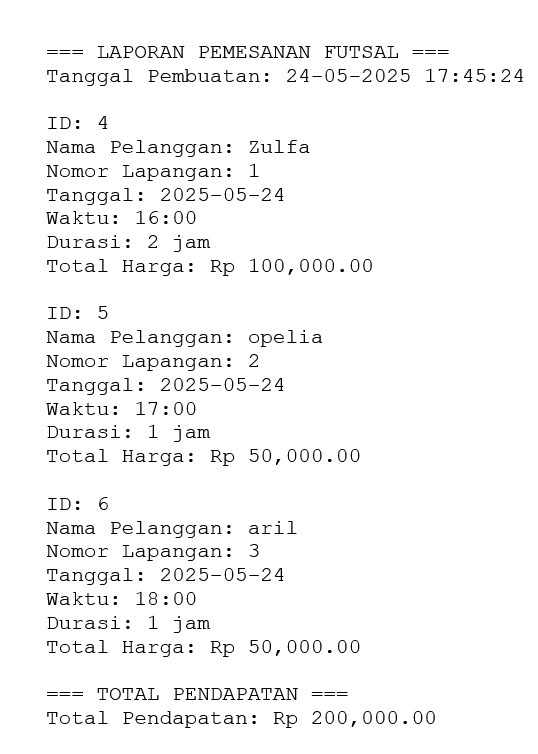 === LAPORAN PEMESANAN FUTSAL ===
Tanggal Pembuatan: 24-05-2025 17:45:24
ID: 4
Nama Pelanggan: Zulfa
Nomor Lapangan: 1
Tanggal: 2025-05-24
Waktu: 16:00
Durasi: 2 jam
Total Harga: Rp 100,000.00
ID: 5
Nama Pelanggan: opelia
Nomor Lapangan: 2
Tanggal: 2025-05-24
Waktu: 17:00
Durasi: 1 jam
Total Harga: Rp 50,000.00
ID: 6
Nama Pelanggan: aril
Nomor Lapangan: 3
Tanggal: 2025-05-24
Waktu: 18:00
Durasi: 1 jam
Total Harga: Rp 50,000.00
=== TOTAL PENDAPATAN ===
Total Pendapatan: Rp 200,000.00